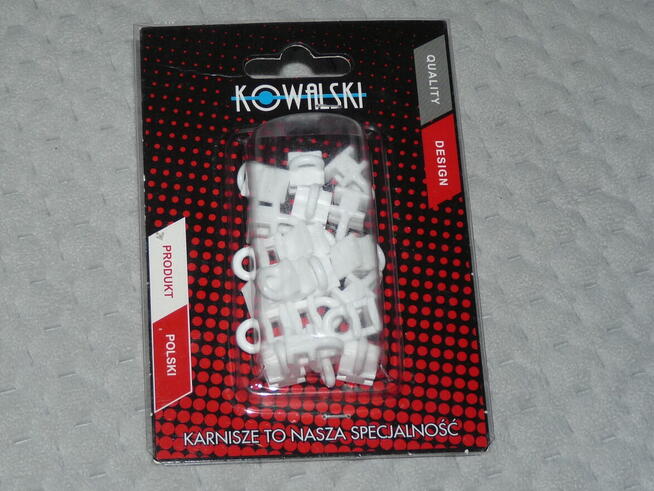 KOWALSKI
QUALITY
DESIGN
PRODUKT
POLSKI
KARNISZE TO NASZA SPECJALNOŚĆ